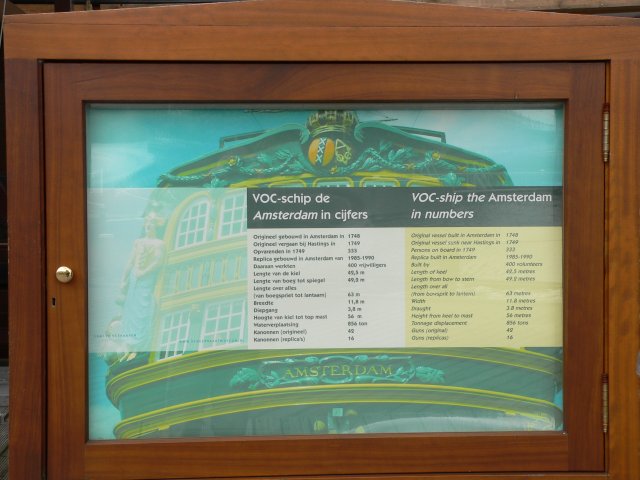 VOC-schip de
Amsterdam in cijfers
Origineel gebouwd in Amsterdam in 1748
Origineel vergaan bij Hastings in 1749
Opvarenden in 1749 333
Replica gebouwd in Amsterdam van 1985-1990
Daaraan werkten 400 vrijwilligers
Lengte van de kiel 42,5 m
Lengte van boeg tot spiegel 49,0 m
Lengte over alles
(van boegspriet tot lantaarn) 63 m
Breedte 11,8 m
Diepgang 3,8 m
Hoogte van kiel tot top mast 56 m
Waterverplaatsing 856 ton
Kanonnen (origineel) 42
Kanonnen (replica's) 16
VOC-ship the Amsterdam
in numbers
Original vessel built in Amsterdam in 1748
Original vessel sunk near Hastings in 1749
Persons on board in 1749 333
Replica built in Amsterdam 1985-1990
Built by 400 volunteers
Length of keel 42.5 metres
Length from bow to stern 49.0 metres
Length over all
(from bowsprit to lantern) 63 metres
Width 11.8 metres
Draught 3.8 metres
Height from keel to mast 56 metres
Tonnage displacement 856 tons
Guns (original) 42
Guns (replicas) 16
AMSTERDAM